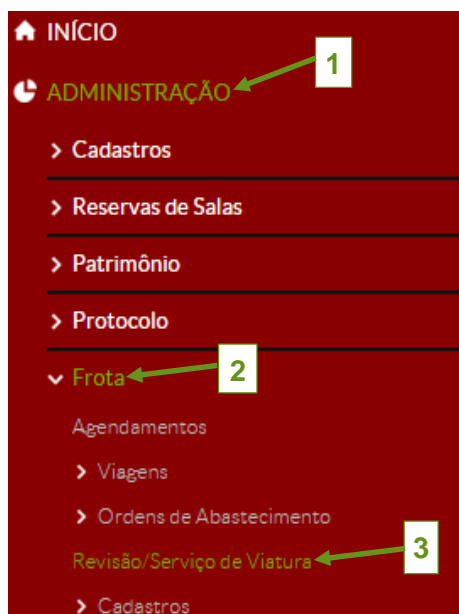 INÍCIO
1
ADMINISTRAÇÃO
Cadastros
Reservas de Salas
Patrimônio
Protocolo
Frota
2
Agendamentos
Viagens
Ordens de Abastecimento
Revisão/Serviço de Viatura
3
Cadastros